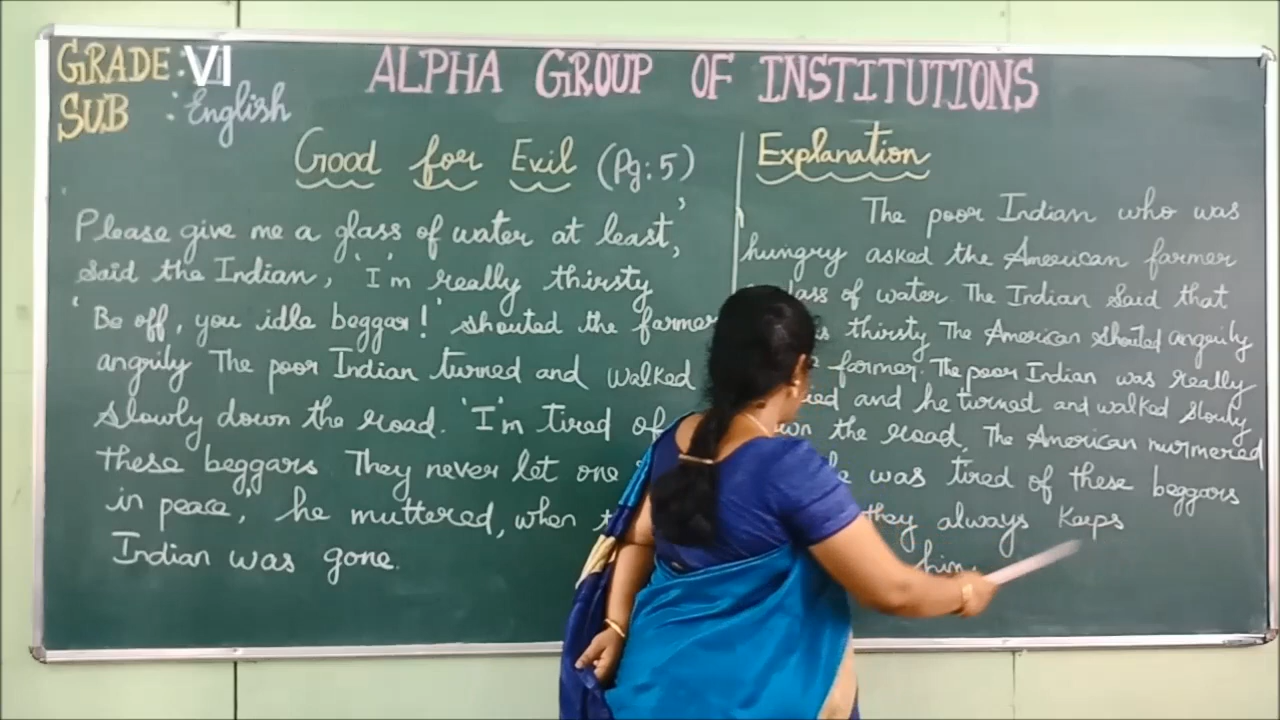 GRADE : VI
ALPHA GROUP OF INSTITUTIONS
SUB : English
Good for Evil (Pg:5)
Please give me a glass of water at least,'
said the Indian, 'I'm really thirsty
'Be off, you idle beggar!' shouted the farmer
angrily The poor Indian turned and walked
slowly down the road. 'I'm tired of
these beggars They never let one
in peace,' he muttered, when
Indian was gone.
Explanation
The poor Indian who was
hungry asked the American farmer
of water. The Indian said that
thirsty The American shouted angrily
farmer. The poor Indian was really
and he turned and walked slowly
the road. The American murmered
was tired of these beggars
they always keeps
him.